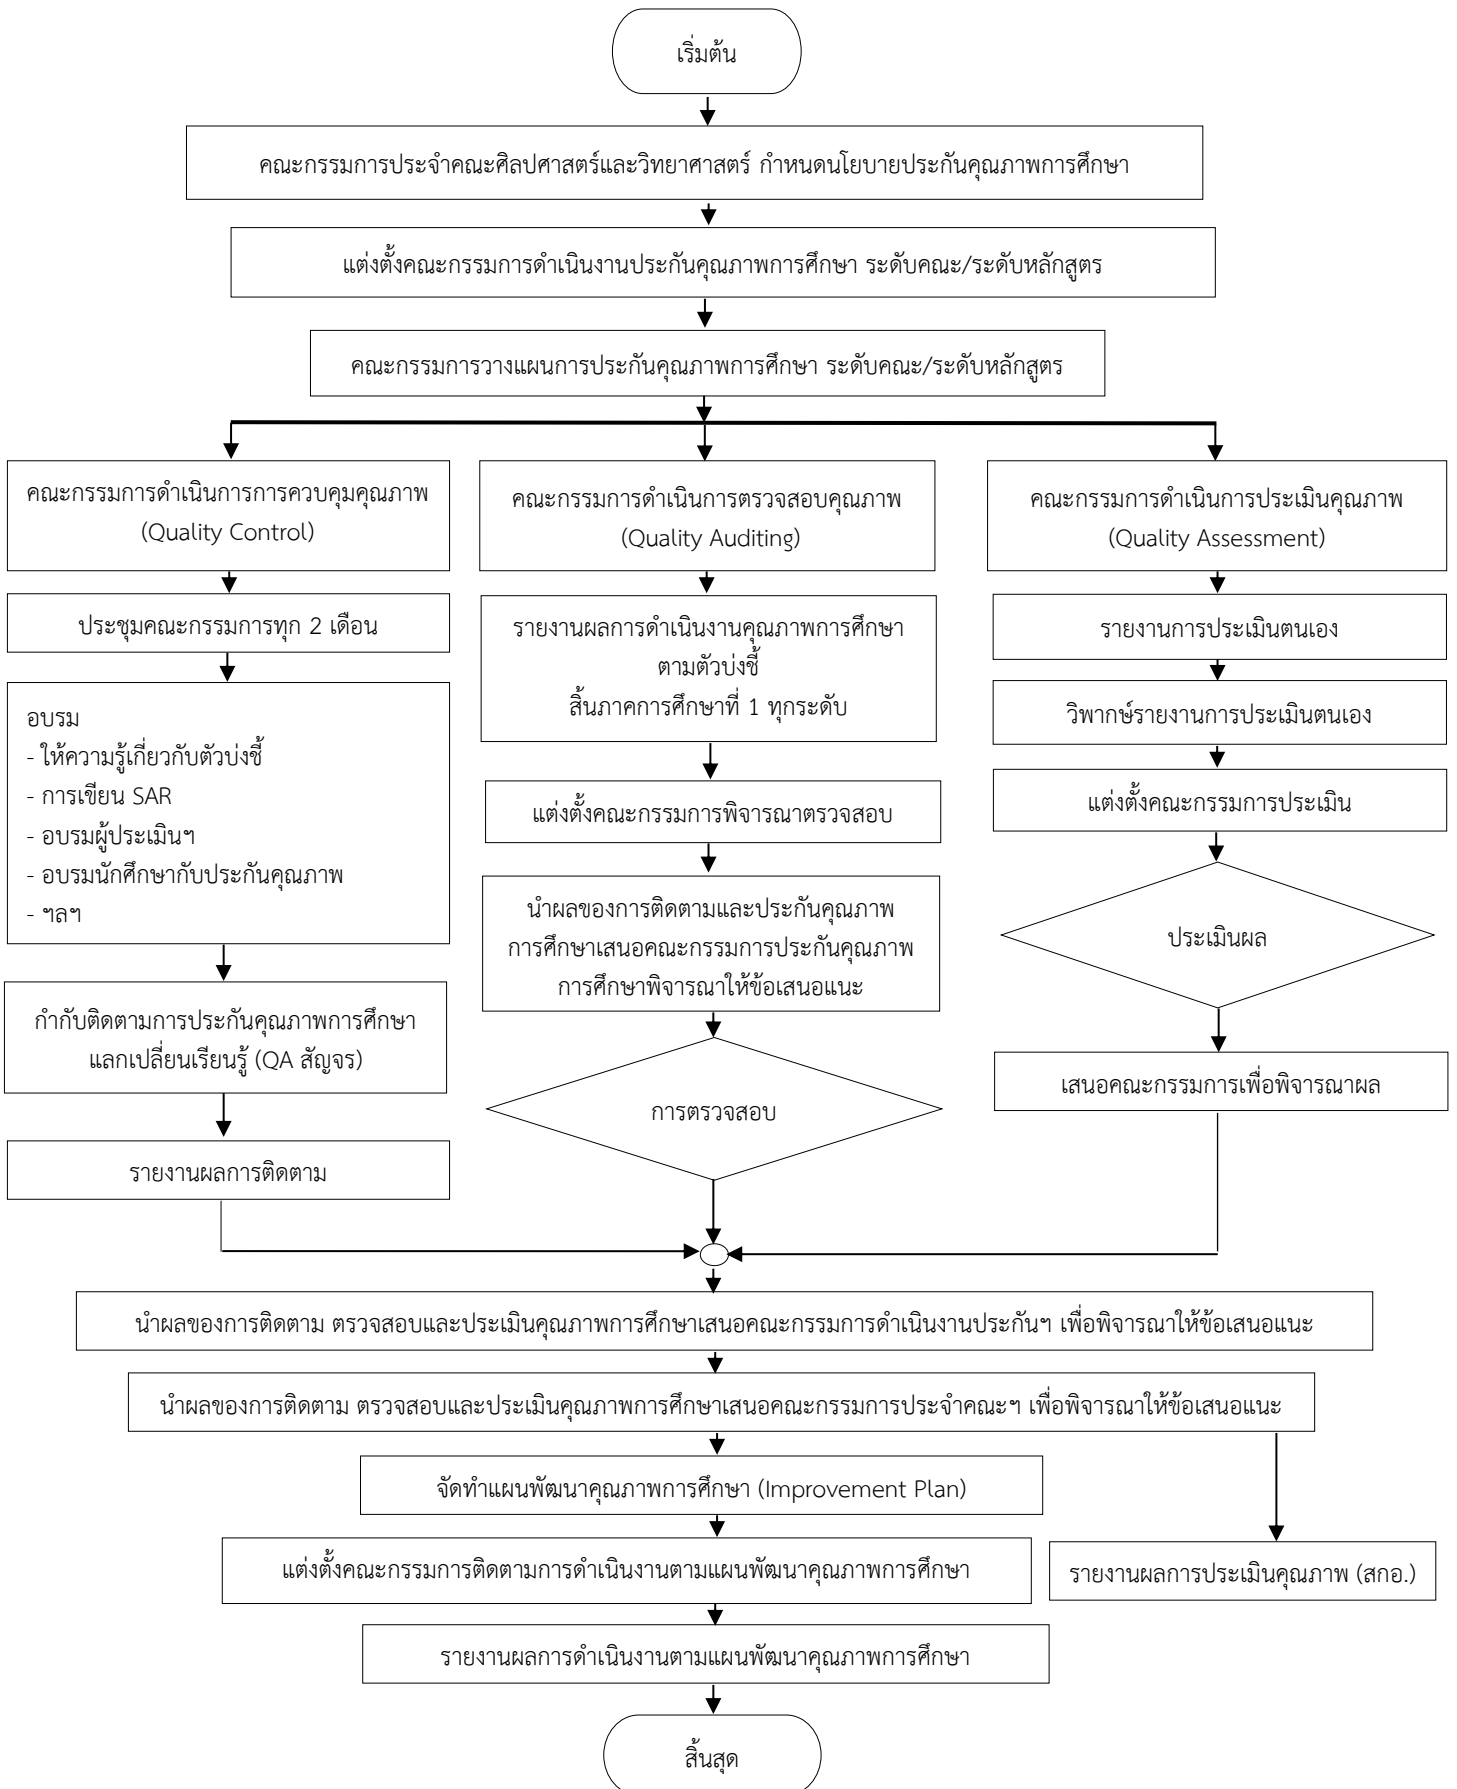 เริ่มต้น
คณะกรรมการประจำคณะศิลปศาสตร์และวิทยาศาสตร์ กำหนดนโยบายประกันคุณภาพการศึกษา
แต่งตั้งคณะกรรมการดำเนินงานประกันคุณภาพการศึกษา ระดับคณะ/ระดับหลักสูตร
คณะกรรมการวางแผนการประกันคุณภาพการศึกษา ระดับคณะ/ระดับหลักสูตร
คณะกรรมการดำเนินการการควบคุมคุณภาพ
(Quality Control)
ประชุมคณะกรรมการทุก 2 เดือน
อบรม
- ให้ความรู้เกี่ยวกับตัวบ่งชี้
- การเขียน SAR
- อบรมผู้ประเมินฯ
- อบรมนักศึกษากับประกันคุณภาพ
- ฯลฯ
กำกับติดตามการประกันคุณภาพการศึกษา
แลกเปลี่ยนเรียนรู้ (QA สัญจร)
รายงานผลการติดตาม
คณะกรรมการดำเนินการตรวจสอบคุณภาพ
(Quality Auditing)
รายงานผลการดำเนินงานคุณภาพการศึกษา
ตามตัวบ่งชี้
สิ้นภาคการศึกษาที่ 1 ทุกระดับ
แต่งตั้งคณะกรรมการพิจารณาตรวจสอบ
นำผลของการติดตามและประกันคุณภาพ
การศึกษาเสนอคณะกรรมการประกันคุณภาพ
การศึกษาพิจารณาให้ข้อเสนอแนะ
การตรวจสอบ
คณะกรรมการดำเนินการประเมินคุณภาพ
(Quality Assessment)
รายงานการประเมินตนเอง
วิพากษ์รายงานการประเมินตนเอง
แต่งตั้งคณะกรรมการประเมิน
ประเมินผล
เสนอคณะกรรมการเพื่อพิจารณาผล
นำผลของการติดตาม ตรวจสอบและประเมินคุณภาพการศึกษาเสนอคณะกรรมการดำเนินงานประกันฯ เพื่อพิจารณาให้ข้อเสนอแนะ
นำผลของการติดตาม ตรวจสอบและประเมินคุณภาพการศึกษาเสนอคณะกรรมการประจำคณะฯ เพื่อพิจารณาให้ข้อเสนอแนะ
จัดทำแผนพัฒนาคุณภาพการศึกษา (Improvement Plan)
แต่งตั้งคณะกรรมการติดตามการดำเนินงานตามแผนพัฒนาคุณภาพการศึกษา
รายงานผลการประเมินคุณภาพ (สกอ.)
รายงานผลการดำเนินงานตามแผนพัฒนาคุณภาพการศึกษา
สิ้นสุด